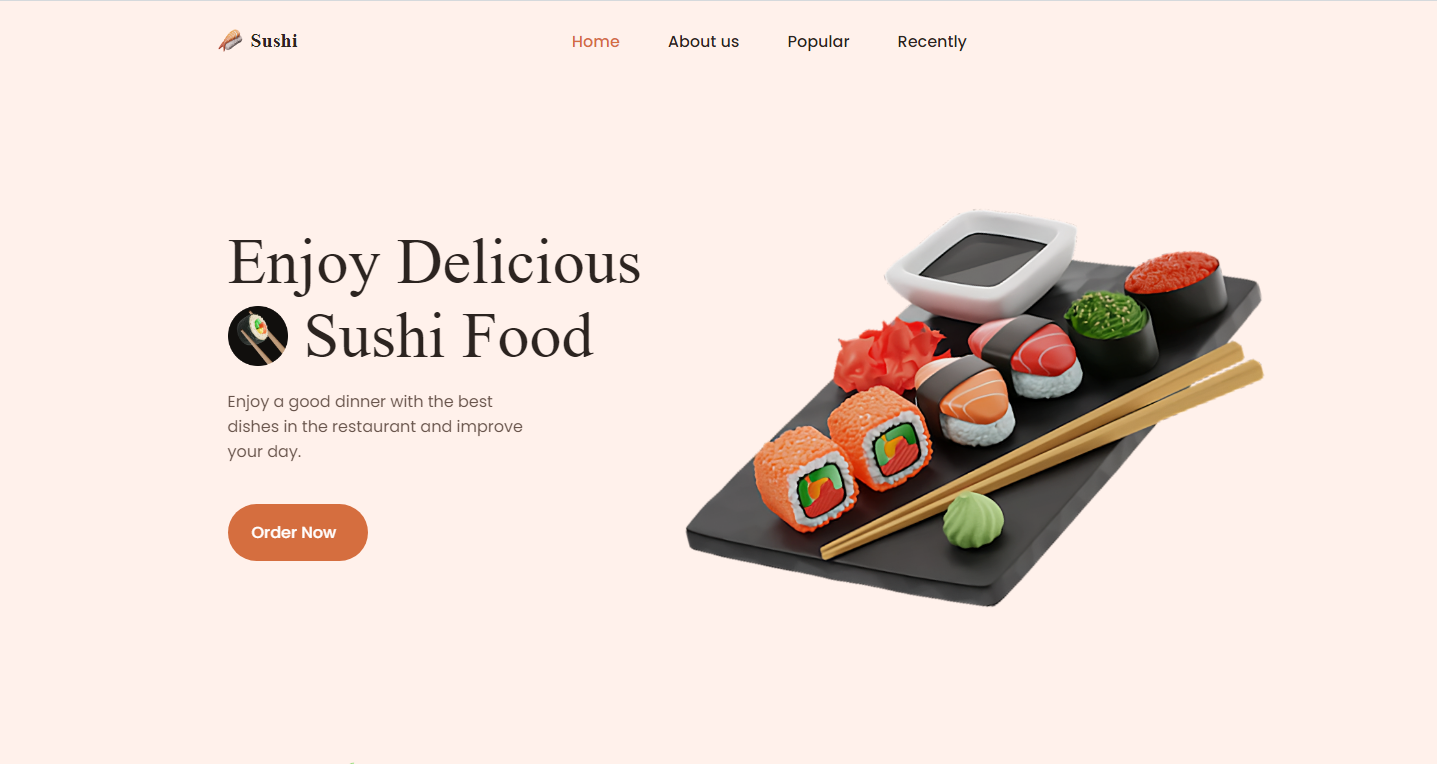 Sushi
Home
About us
Popular
Recently
Enjoy Delicious
Sushi Food
Enjoy a good dinner with the best
dishes in the restaurant and improve
your day.
Order Now